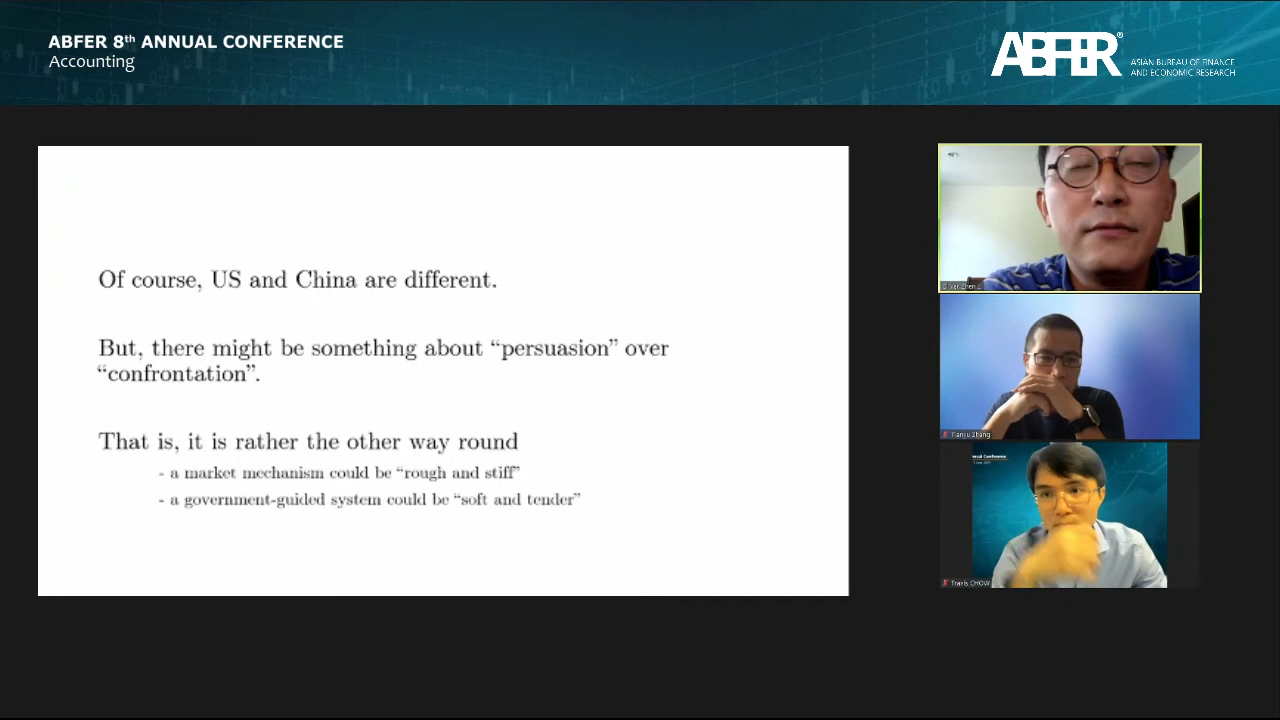 ABFER 8th ANNUAL CONFERENCE
Accounting
ABFER®
ASIAN BUREAU OF FINANCE
AND ECONOMIC RESEARCH
Of course, US and China are different.
But, there might be something about “persuasion” over
“confrontation”.
That is, it is rather the other way round
- a market mechanism could be “rough and stiff”
- a government-guided system could be “soft and tender”
Tianyu Zhang
Travis CHOW